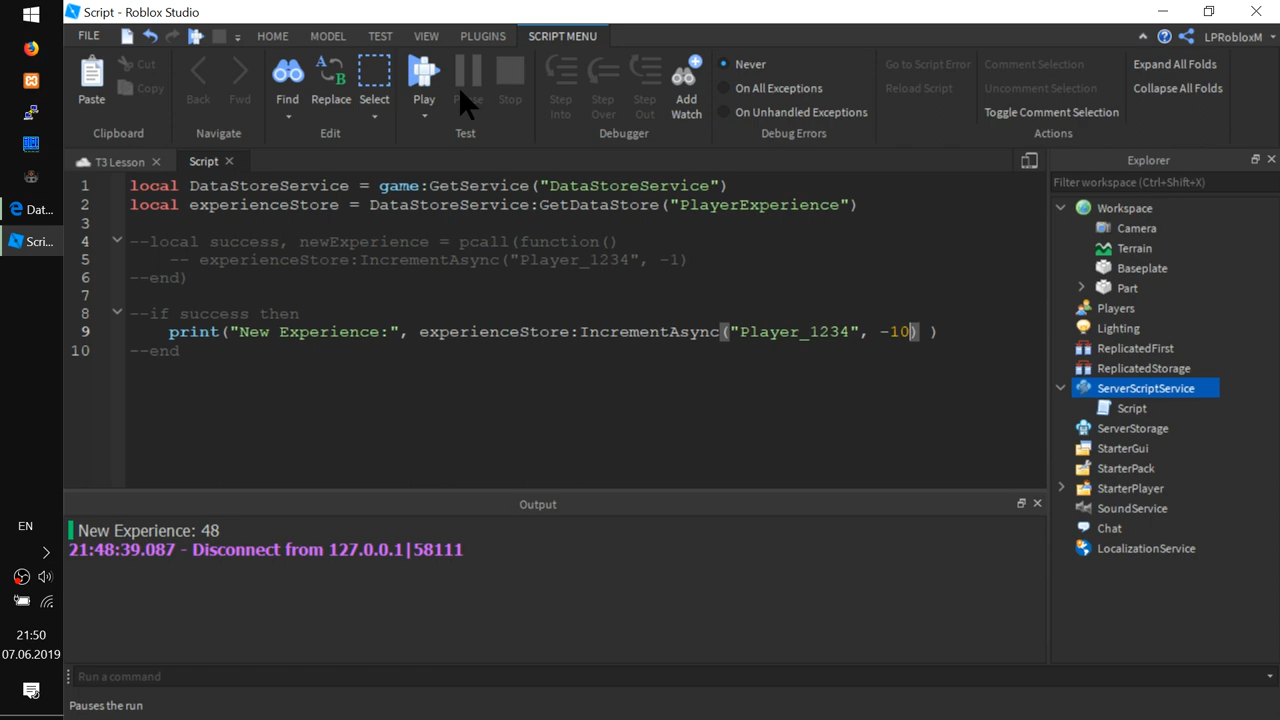 Script - Roblox Studio
FILE HOME MODEL TEST VIEW PLUGINS SCRIPT MENU LPRobloxM
Paste Cut Copy
Clipboard
Back Fwd
Navigate
Find Replace Select
Edit
Play Pause Stop
Test
Step Into Step Over Step Out Add Watch
Debugger
Never
On All Exceptions
On Unhandled Exceptions
Debug Errors
Go to Script Error
Reload Script
Comment Selection
Uncomment Selection
Toggle Comment Selection
Expand All Folds
Collapse All Folds
Actions
T3 Lesson Script
1 local DataStoreService = game:GetService("DataStoreService")
2 local experienceStore = DataStoreService:GetDataStore("PlayerExperience")
3
4 --local success, newExperience = pcall(function()
5 -- experienceStore:IncrementAsync("Player_1234", -1)
6 --end)
7
8 --if success then
9 print("New Experience:", experienceStore:IncrementAsync("Player_1234", -10) )
10 --end
Explorer
Filter workspace (Ctrl+Shift+X)
Workspace
Camera
Terrain
Baseplate
Part
Players
Lighting
ReplicatedFirst
ReplicatedStorage
ServerScriptService
Script
ServerStorage
StarterGui
StarterPack
StarterPlayer
SoundService
Chat
LocalizationService
Output
New Experience: 48
21:48:39.087 - Disconnect from 127.0.0.1|58111
Run a command
Pauses the run
Dat...
Scri...
EN
21:50
07.06.2019